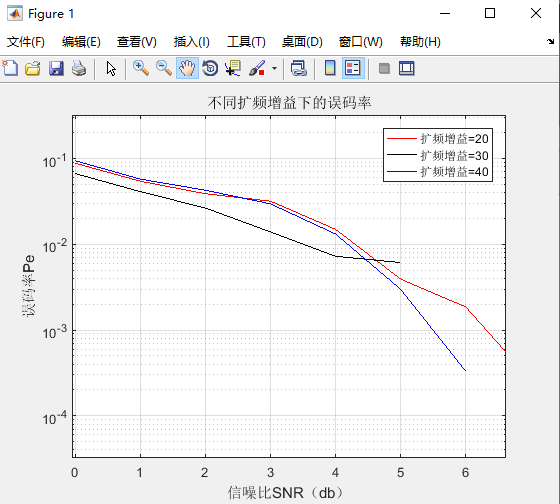 Figure 1
文件(F) 编辑(E) 查看(V) 插入(I) 工具(T) 桌面(D) 窗口(W) 帮助(H)
不同扩频增益下的误码率
扩频增益=20
扩频增益=30
扩频增益=40
10^-1
10^-2
10^-3
10^-4
误码率Pe
0 1 2 3 4 5 6
信噪比SNR（db）